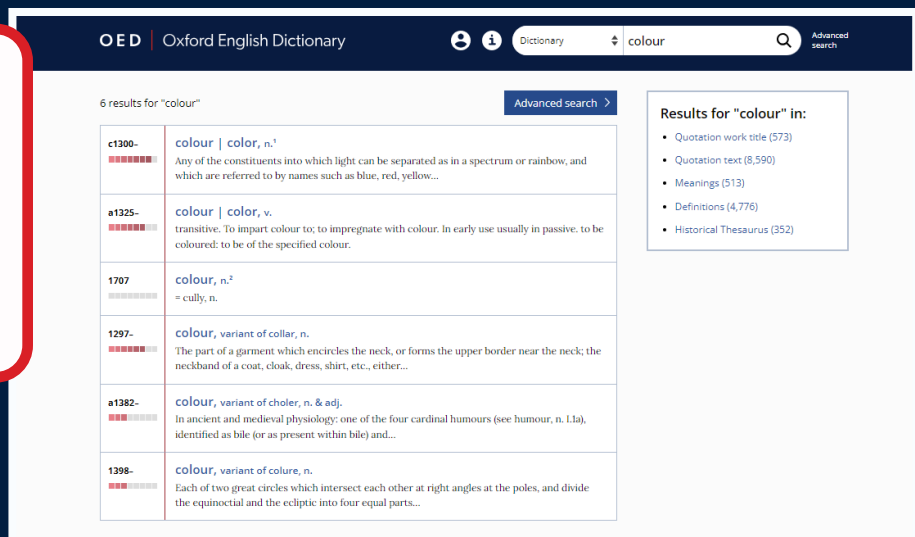 OED | Oxford English Dictionary
Dictionary
colour
Advanced
search
6 results for "colour"
Advanced search >
c1300–
colour | color, n.¹
Any of the constituents into which light can be separated as in a spectrum or rainbow, and
which are referred to by names such as blue, red, yellow…
a1325–
colour | color, v.
transitive. To impart colour to; to impregnate with colour. In early use usually in passive. to be
coloured: to be of the specified colour.
1707
colour, n.²
= cully, n.
1297–
colour, variant of collar, n.
The part of a garment which encircles the neck, or forms the upper border near the neck; the
neckband of a coat, cloak, dress, shirt, etc., either…
a1382–
colour, variant of choler, n. & adj.
In ancient and medieval physiology: one of the four cardinal humours (see humour, n. I.1a),
identified as bile (or as present within bile) and…
1398–
colour, variant of colure, n.
Each of two great circles which intersect each other at right angles at the poles, and divide
the equinoctial and the ecliptic into four equal parts…
Results for "colour" in:
• Quotation work title (573)
• Quotation text (8,590)
• Meanings (513)
• Definitions (4,776)
• Historical Thesaurus (352)